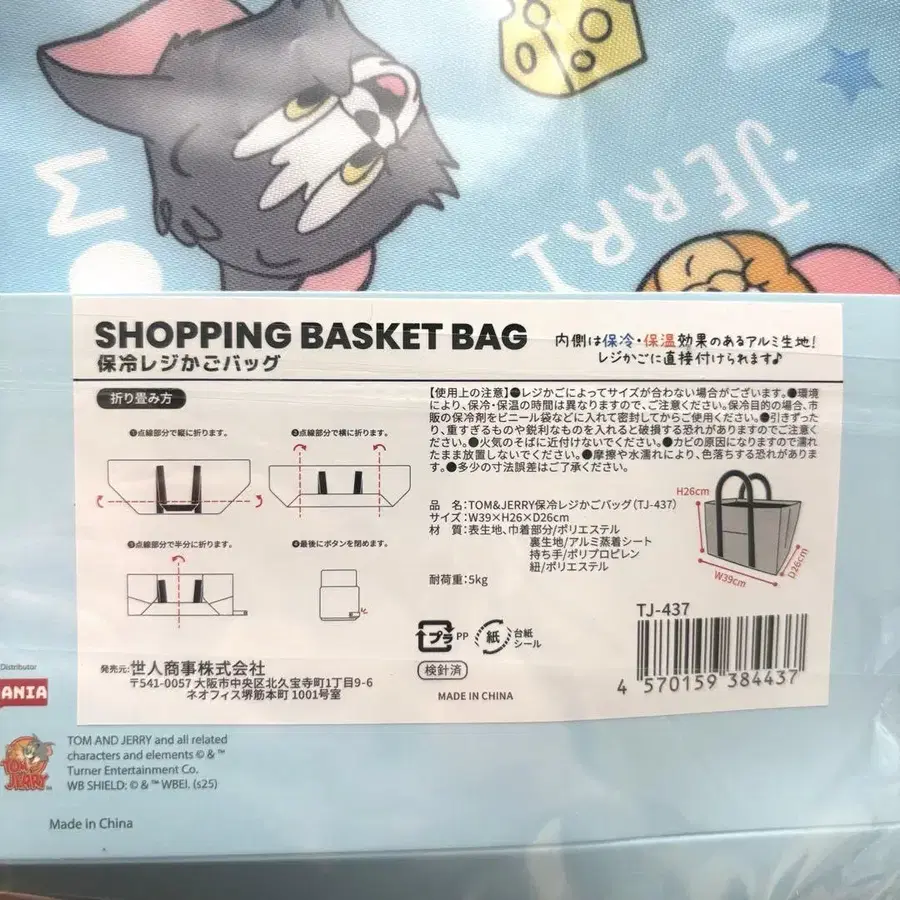 TOM
JERRY
SHOPPING BASKET BAG
保冷レジかごバッグ
内側は保冷・保温効果のあるアルミ生地!
レジかごに直接付けられます♪
折り畳み方
❶点線部分で縦に折ります。
❷点線部分で横に折ります。
❸点線部分で半分に折ります。
❹最後にボタンを閉めます。
【使用上の注意】●レジかごによってサイズが合わない場合がございます。●環境
により、保冷・保温の時間は異なりますので、ご注意ください。保冷目的の場合、市
販の保冷剤をビニール袋などに入れて密封してからご使用ください。●引きずった
り、重すぎるものや鋭利なものを入れると破損する恐れがありますのでご注意
ください。●火気のそばに近付けないでください。●カビの原因になりますので濡れ
たまま放置しないでください。●摩擦や水濡れにより、色落ちする恐れがありま
す。●多少の寸法誤差はご了承ください。
品 名:TOM&JERRY保冷レジかごバッグ(TJ-437)
サイズ:W39×H26×D26cm
材 質:表生地、巾着部分/ポリエステル
裏生地/アルミ蒸着シート
持ち手/ポリプロピレン
紐/ポリエステル
耐荷重:5kg
H26cm
W39cm
D26cm
プラ PP
紙 台紙
シール
検針済
MADE IN CHINA
TJ-437
4 570159 384437
発売元:世人商事株式会社
〒541-0057 大阪市中央区北久宝寺町1丁目9-6
ネオフィス堺筋本町 1001号室
Distributor
ANIA
TOM AND JERRY
TOM AND JERRY and all related
characters and elements © & ™
Turner Entertainment Co.
WB SHIELD: © & ™ WBEI. (s25)
Made in China